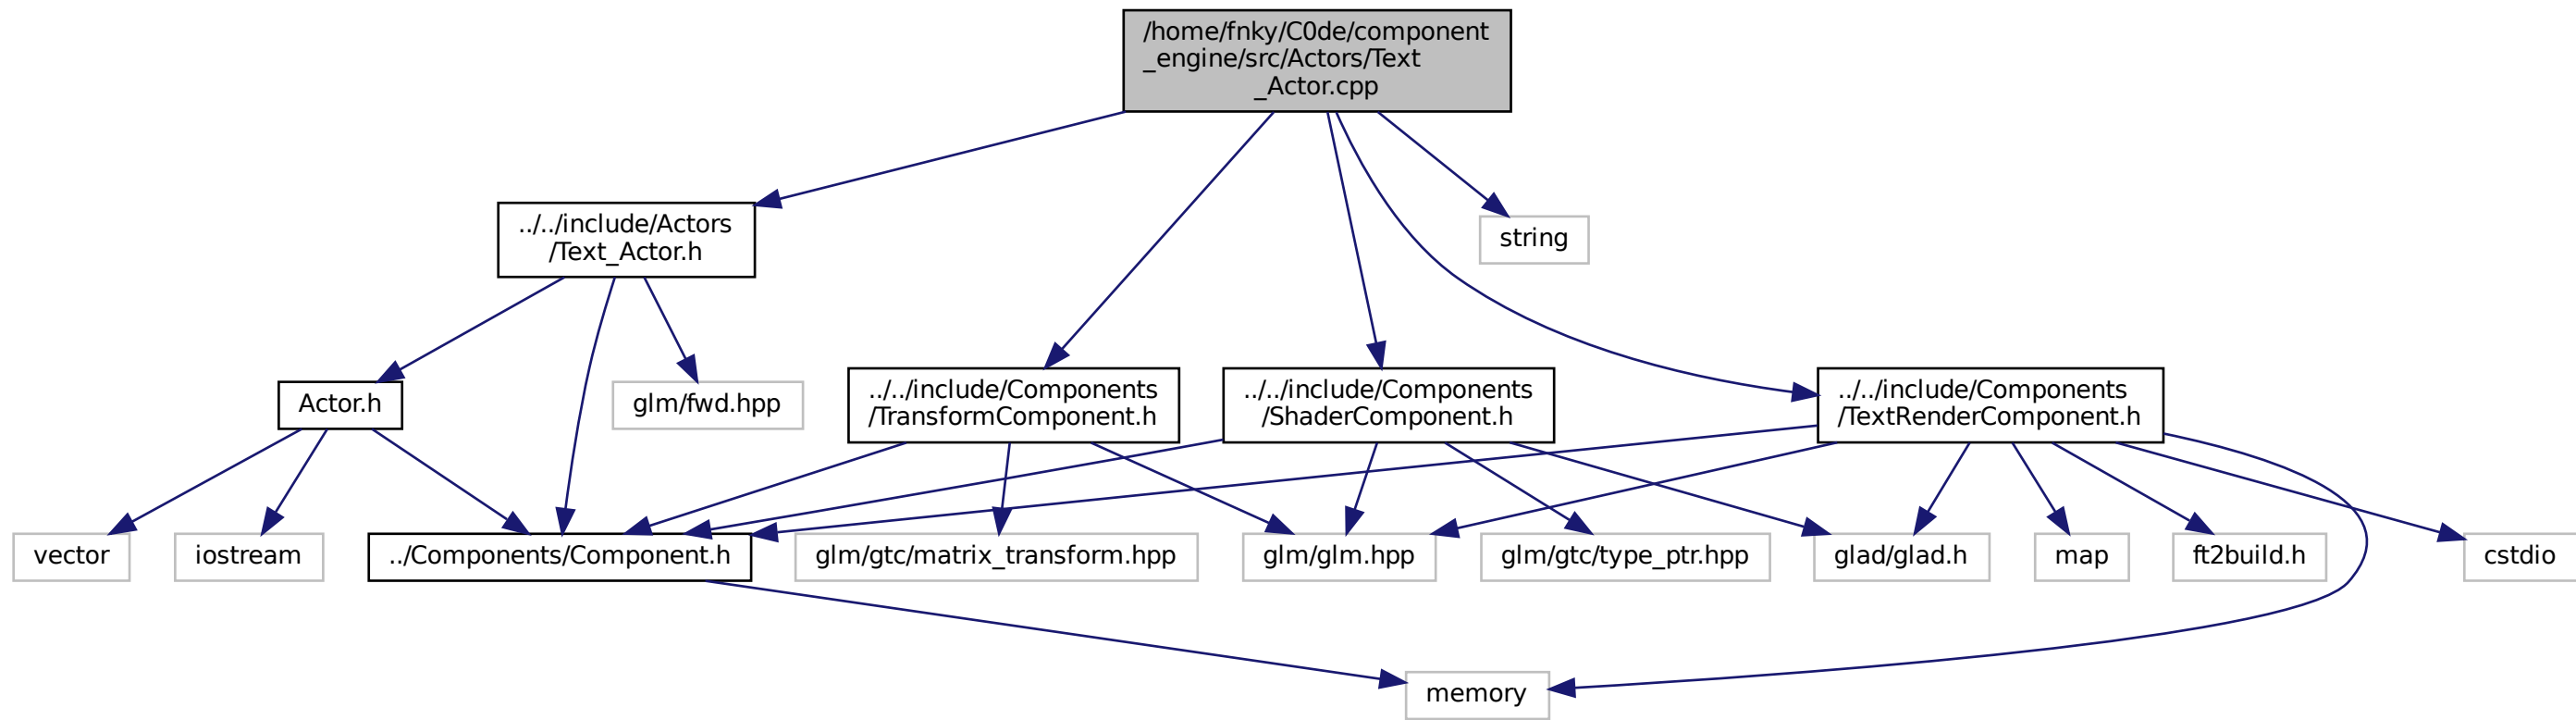 /home/fnky/C0de/component
_engine/src/Actors/Text
_Actor.cpp
../../include/Actors
/Text_Actor.h
string
Actor.h
glm/fwd.hpp
../../include/Components
/TransformComponent.h
../../include/Components
/ShaderComponent.h
../../include/Components
/TextRenderComponent.h
vector
iostream
../Components/Component.h
glm/gtc/matrix_transform.hpp
glm/glm.hpp
glm/gtc/type_ptr.hpp
glad/glad.h
map
ft2build.h
cstdio
memory